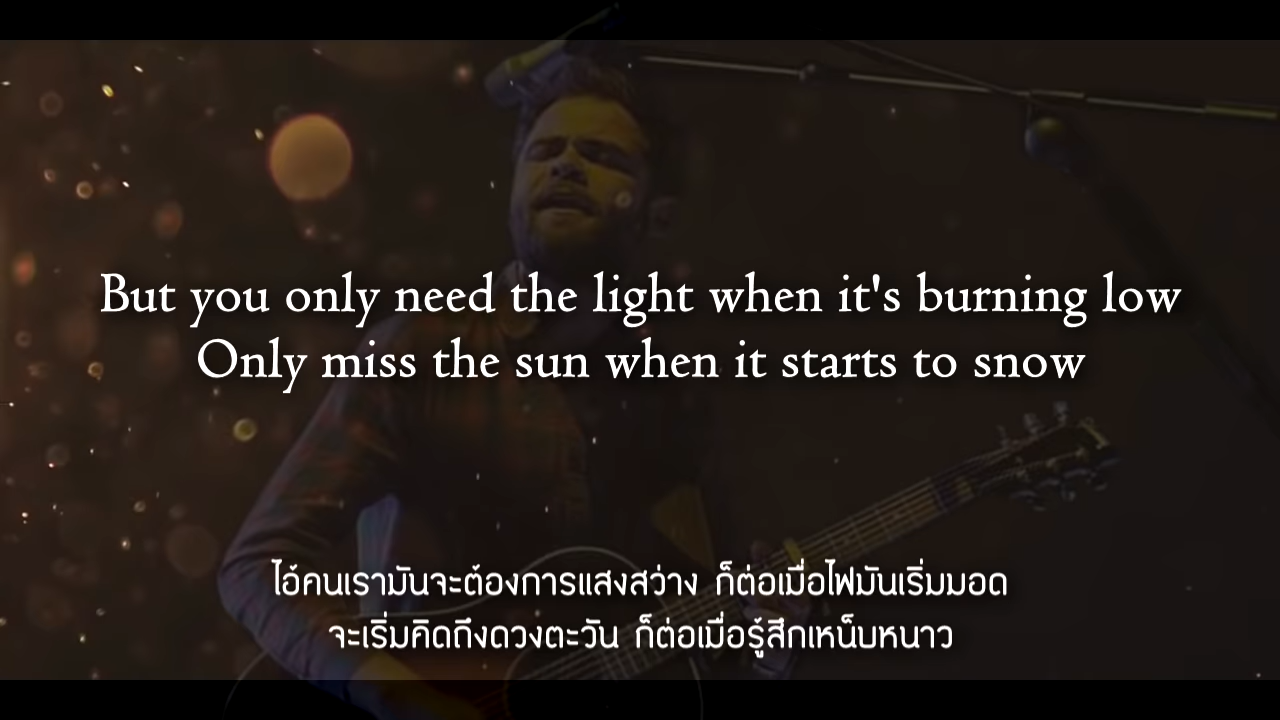 But you only need the light when it's burning low
Only miss the sun when it starts to snow
ไอ้คนเรามันจะต้องการแสงสว่าง ก็ต่อเมื่อไฟมันเริ่มมอด
จะเริ่มคิดถึงดวงตะวัน ก็ต่อเมื่อรู้สึกเหน็บหนาว